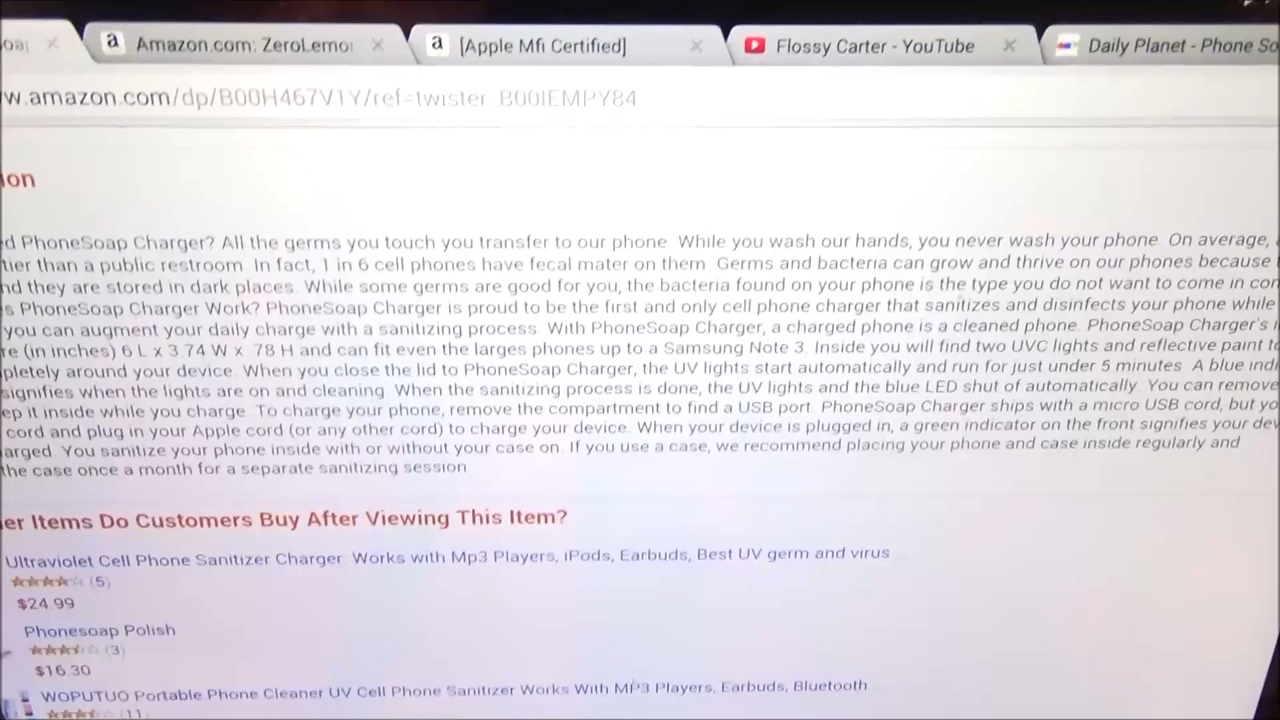 Amazon.com: ZeroLemo
[Apple Mfi Certified]
Flossy Carter - YouTube
Daily Planet - Phone So
w.amazon.com/dp/B00H467V1Y/ref=twister_B00IEMPY84
ion
d PhoneSoap Charger? All the germs you touch you transfer to our phone. While you wash our hands, you never wash your phone. On average,
tier than a public restroom. In fact, 1 in 6 cell phones have fecal mater on them. Germs and bacteria can grow and thrive on our phones because
nd they are stored in dark places. While some germs are good for you, the bacteria found on your phone is the type you do not want to come in con
s PhoneSoap Charger Work? PhoneSoap Charger is proud to be the first and only cell phone charger that sanitizes and disinfects your phone while
you can augment your daily charge with a sanitizing process. With PhoneSoap Charger, a charged phone is a cleaned phone. PhoneSoap Charger's
re (in inches) 6 L x 3.74 W x .78 H and can fit even the larges phones up to a Samsung Note 3. Inside you will find two UVC lights and reflective paint to
pletely around your device. When you close the lid to PhoneSoap Charger, the UV lights start automatically and run for just under 5 minutes. A blue indi
signifies when the lights are on and cleaning. When the sanitizing process is done, the UV lights and the blue LED shut of automatically. You can remove
ep it inside while you charge. To charge your phone, remove the compartment to find a USB port. PhoneSoap Charger ships with a micro USB cord, but yo
cord and plug in your Apple cord (or any other cord) to charge your device. When your device is plugged in, a green indicator on the front signifies your dev
arged. You sanitize your phone inside with or without your case on. If you use a case, we recommend placing your phone and case inside regularly and
the case once a month for a separate sanitizing session.
er Items Do Customers Buy After Viewing This Item?
Ultraviolet Cell Phone Sanitizer Charger. Works with Mp3 Players, iPods, Earbuds, Best UV germ and virus
(5)
$24.99
Phonesoap Polish
(3)
$16.30
WOPUTUO Portable Phone Cleaner UV Cell Phone Sanitizer Works With MP3 Players, Earbuds, Bluetooth
(11)